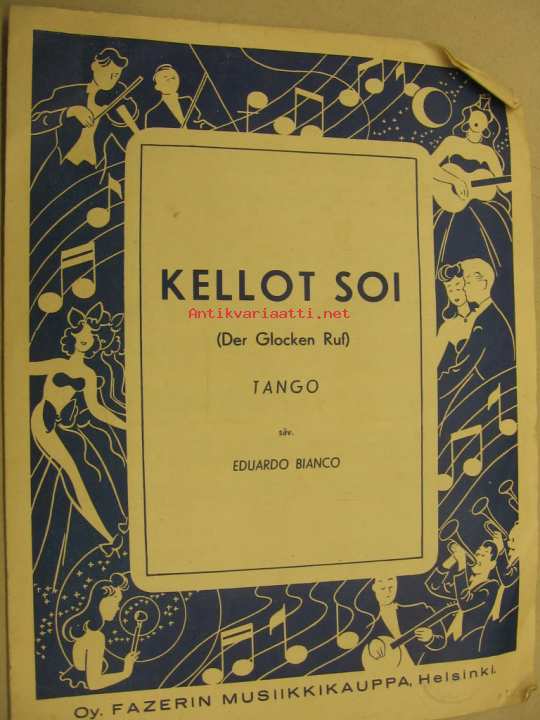 KELLOT SOI
Antikvariaatti.net
(Der Glocken Ruf)
TANGO
säv.
EDUARDO BIANCO
Oy. FAZERIN MUSIIKKIKAUPPA, Helsinki.